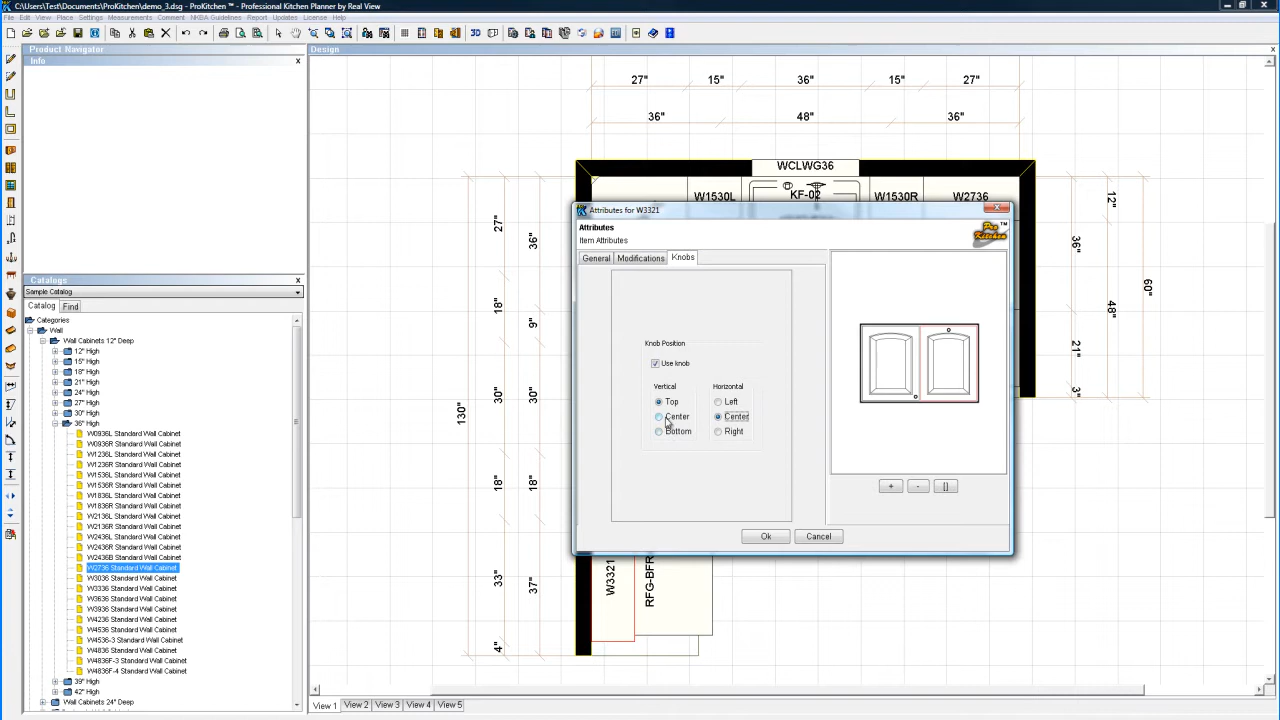 C:\Users\Test\Documents\ProKitchen\demo_3.dsg - ProKitchen ™ - Professional Kitchen Planner by Real View
File Edit View Place Settings Measurements Comment NKBA Guidelines Report Updates License Help
3D
Product Navigator
Info
Design
27" 15" 36" 15" 27"
36" 48" 36"
WCLWG36
W1530L KF-02 W1530R W2736
27" 36" 12"
36"
60"
18" 9" 48"
21"
3"
30" 30"
130"
18" 18"
33" 37"
4"
W3321 RFG-BFR
Attributes for W3321
Attributes
Item Attributes
Pro Kitchen ™
General Modifications Knobs
Knob Position
Use knob
Vertical Horizontal
Top Left
Center Center
Bottom Right
+ - []
Ok Cancel
Catalogs
Sample Catalog
Catalog Find
Categories
Wall
Wall Cabinets 12" Deep
12" High
15" High
18" High
21" High
24" High
27" High
30" High
36" High
W0936L Standard Wall Cabinet
W0936R Standard Wall Cabinet
W1236L Standard Wall Cabinet
W1236R Standard Wall Cabinet
W1536L Standard Wall Cabinet
W1536R Standard Wall Cabinet
W1836L Standard Wall Cabinet
W1836R Standard Wall Cabinet
W2136L Standard Wall Cabinet
W2136R Standard Wall Cabinet
W2436L Standard Wall Cabinet
W2436R Standard Wall Cabinet
W2436B Standard Wall Cabinet
W2736 Standard Wall Cabinet
W3036 Standard Wall Cabinet
W3336 Standard Wall Cabinet
W3636 Standard Wall Cabinet
W3936 Standard Wall Cabinet
W4236 Standard Wall Cabinet
W4536 Standard Wall Cabinet
W4536-3 Standard Wall Cabinet
W4836 Standard Wall Cabinet
W4836F-3 Standard Wall Cabinet
W4836F-4 Standard Wall Cabinet
39" High
42" High
Wall Cabinets 24" Deep
View 1 View 2 View 3 View 4 View 5